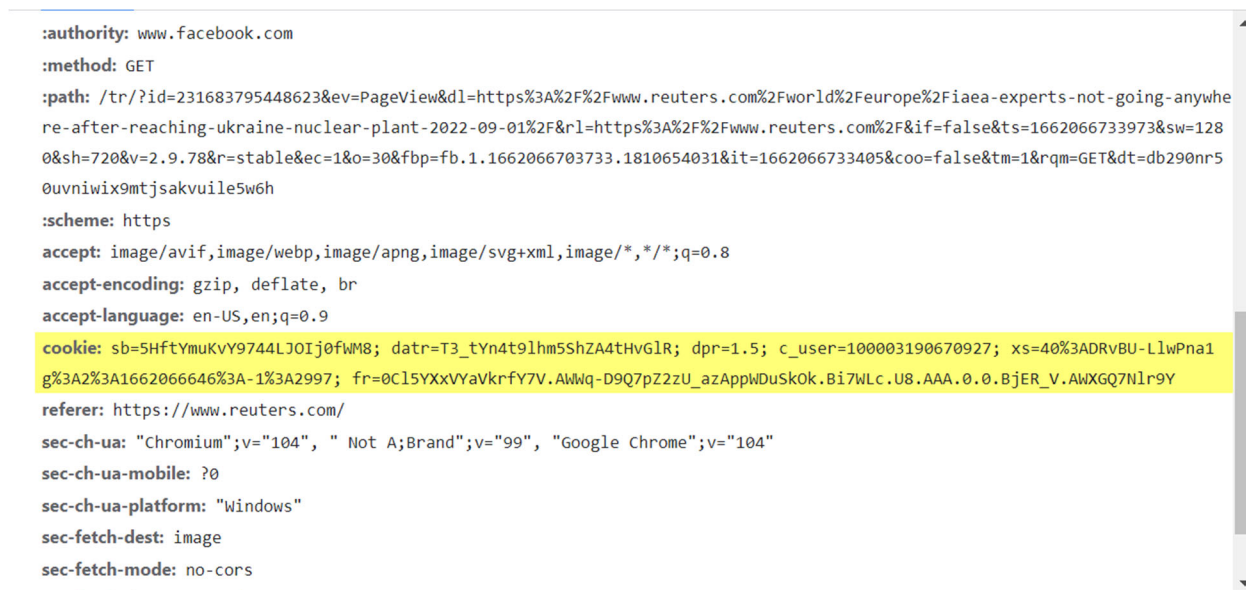 :authority: www.facebook.com
:method: GET
:path: /tr/?id=231683795448623&ev=PageView&dl=https%3A%2F%2Fwww.reuters.com%2Fworld%2Feurope%2Fiaea-experts-not-going-anywhe
re-after-reaching-ukraine-nuclear-plant-2022-09-01%2F&rl=https%3A%2F%2Fwww.reuters.com%2F&if=false&ts=1662066733973&sw=128
0&sh=720&v=2.9.78&r=stable&ec=1&o=30&fbp=fb.1.1662066703733.1810654031&it=1662066733405&coo=false&tm=1&rqm=GET&dt=db290nr5
0uvniwix9mtjsakvuile5w6h
:scheme: https
accept: image/avif,image/webp,image/apng,image/svg+xml,image/*,*/*;q=0.8
accept-encoding: gzip, deflate, br
accept-language: en-US,en;q=0.9
cookie: sb=5HftYmuKvY9744LJOIj0fWM8; datr=T3_tYn4t9lhm5ShZA4tHvGlR; dpr=1.5; c_user=100003190670927; xs=40%3ADRvBU-LlwPna1
g%3A2%3A1662066646%3A-1%3A2997; fr=0Cl5YXxVYaVkrfY7V.AWWq-D9Q7pZ2zU_azAppWDuSkOk.Bi7WLc.U8.AAA.0.0.BjER_V.AWXGQ7Nlr9Y
referer: https://www.reuters.com/
sec-ch-ua: "Chromium";v="104", " Not A;Brand";v="99", "Google Chrome";v="104"
sec-ch-ua-mobile: ?0
sec-ch-ua-platform: "Windows"
sec-fetch-dest: image
sec-fetch-mode: no-cors